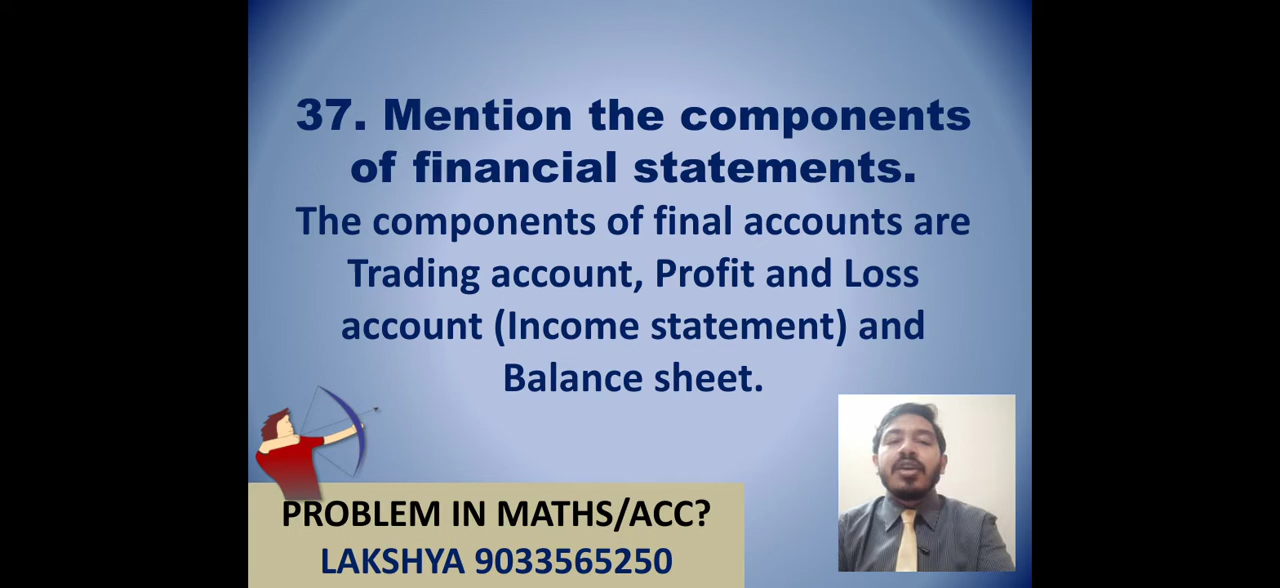 37. Mention the components
of financial statements.
The components of final accounts are
Trading account, Profit and Loss
account (Income statement) and
Balance sheet.
PROBLEM IN MATHS/ACC?
LAKSHYA 9033565250